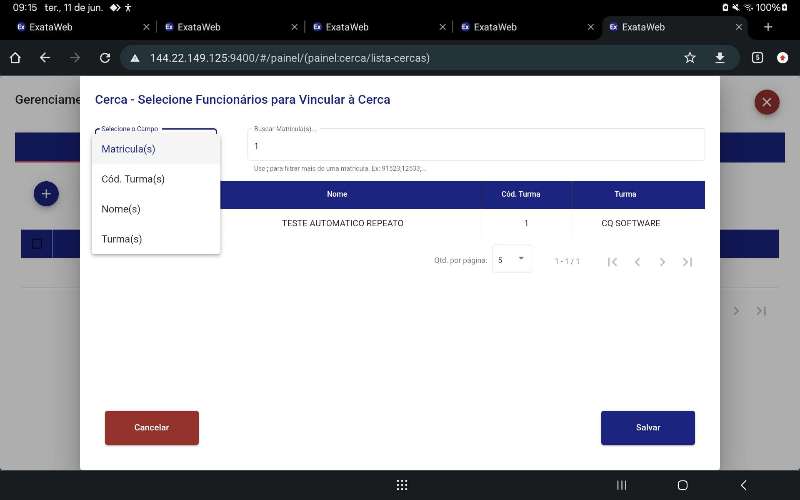 09:15 ter., 11 de jun.
100%
ExataWeb
ExataWeb
ExataWeb
ExataWeb
ExataWeb
144.22.149.125:9400/#/painel/(painel:cerca/lista-cercas)
5
Gerenciame
Cerca - Selecione Funcionários para Vincular à Cerca
Selecione o Campo
Buscar Matricula(s)...
Matricula(s)
1
Use ; para filtrar mais de uma matricula. Ex: 91523;12533;...
Cód. Turma(s)
Nome
Cód. Turma
Turma
Nome(s)
TESTE AUTOMATICO REPEATO
1
CQ SOFTWARE
Turma(s)
Qtd. por página:
5
1 - 1 / 1
Cancelar
Salvar